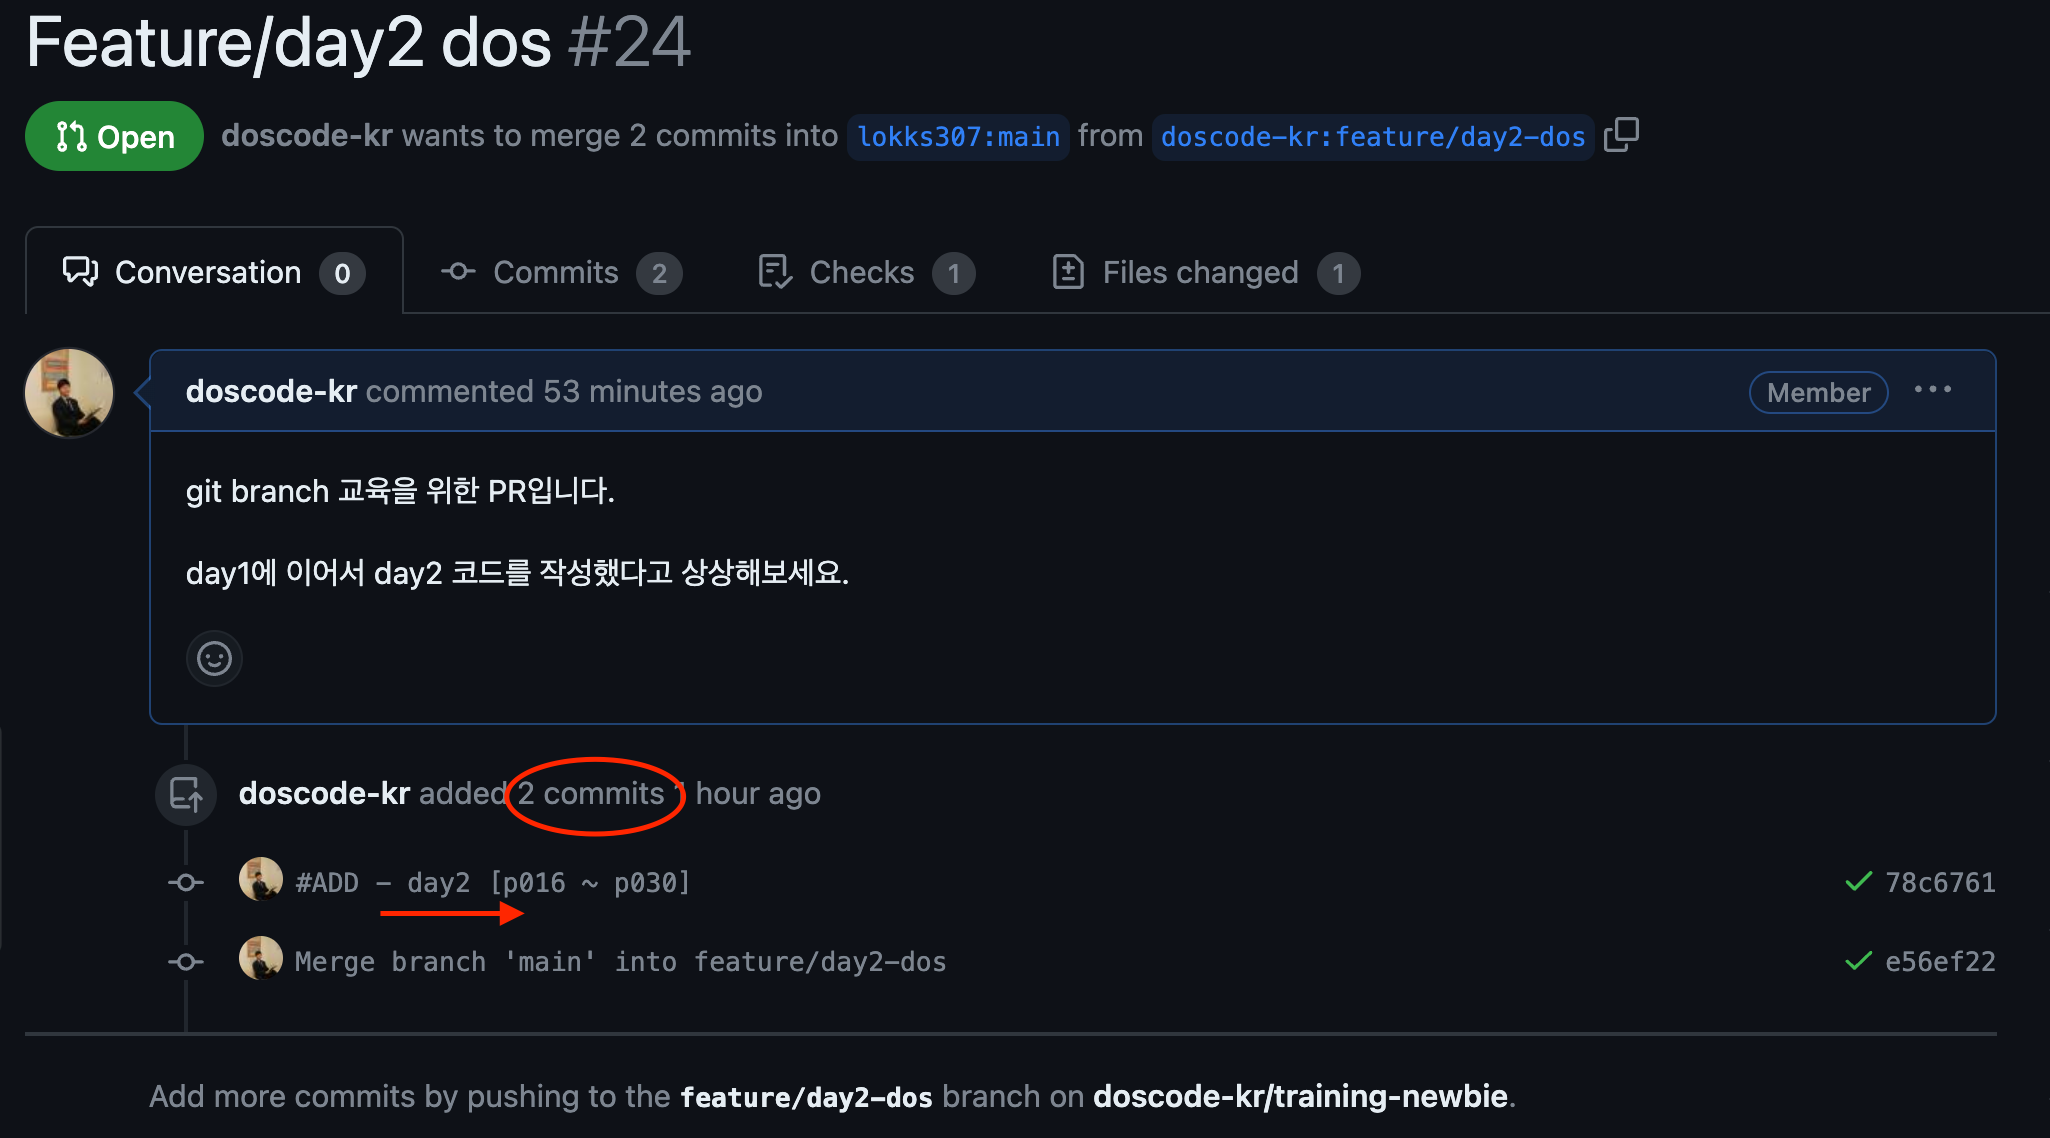 Feature/day2 dos #24
Open doscode-kr wants to merge 2 commits into lokks307:main from doscode-kr:feature/day2-dos
Conversation 0 Commits 2 Checks 1 Files changed 1
doscode-kr commented 53 minutes ago Member ...
git branch 교육을 위한 PR입니다.
day1에 이어서 day2 코드를 작성했다고 상상해보세요.
doscode-kr added 2 commits 1 hour ago
#ADD - day2 [p016 ~ p030] 78c6761
Merge branch 'main' into feature/day2-dos e56ef22
Add more commits by pushing to the feature/day2-dos branch on doscode-kr/training-newbie.